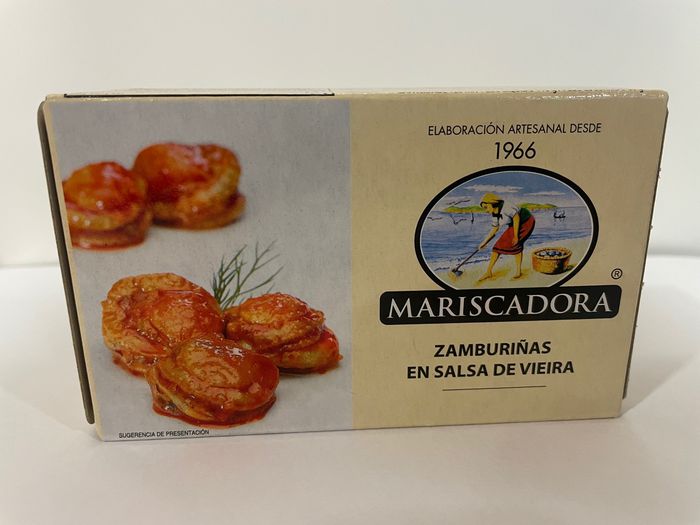 ELABORACIÓN ARTESANAL DESDE
1966
MARISCADORA
®
ZAMBURIÑAS
EN SALSA DE VIEIRA
SUGERENCIA DE PRESENTACIÓN